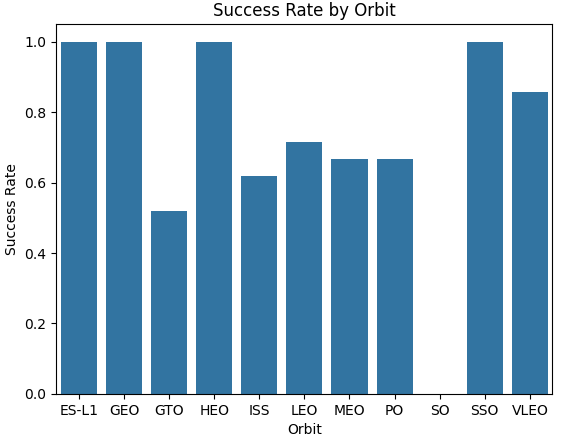 Success Rate by Orbit
1.0
0.8
0.6
0.4
0.2
0.0
Success Rate
ES-L1 GEO GTO HEO ISS LEO MEO PO SO SSO VLEO
Orbit